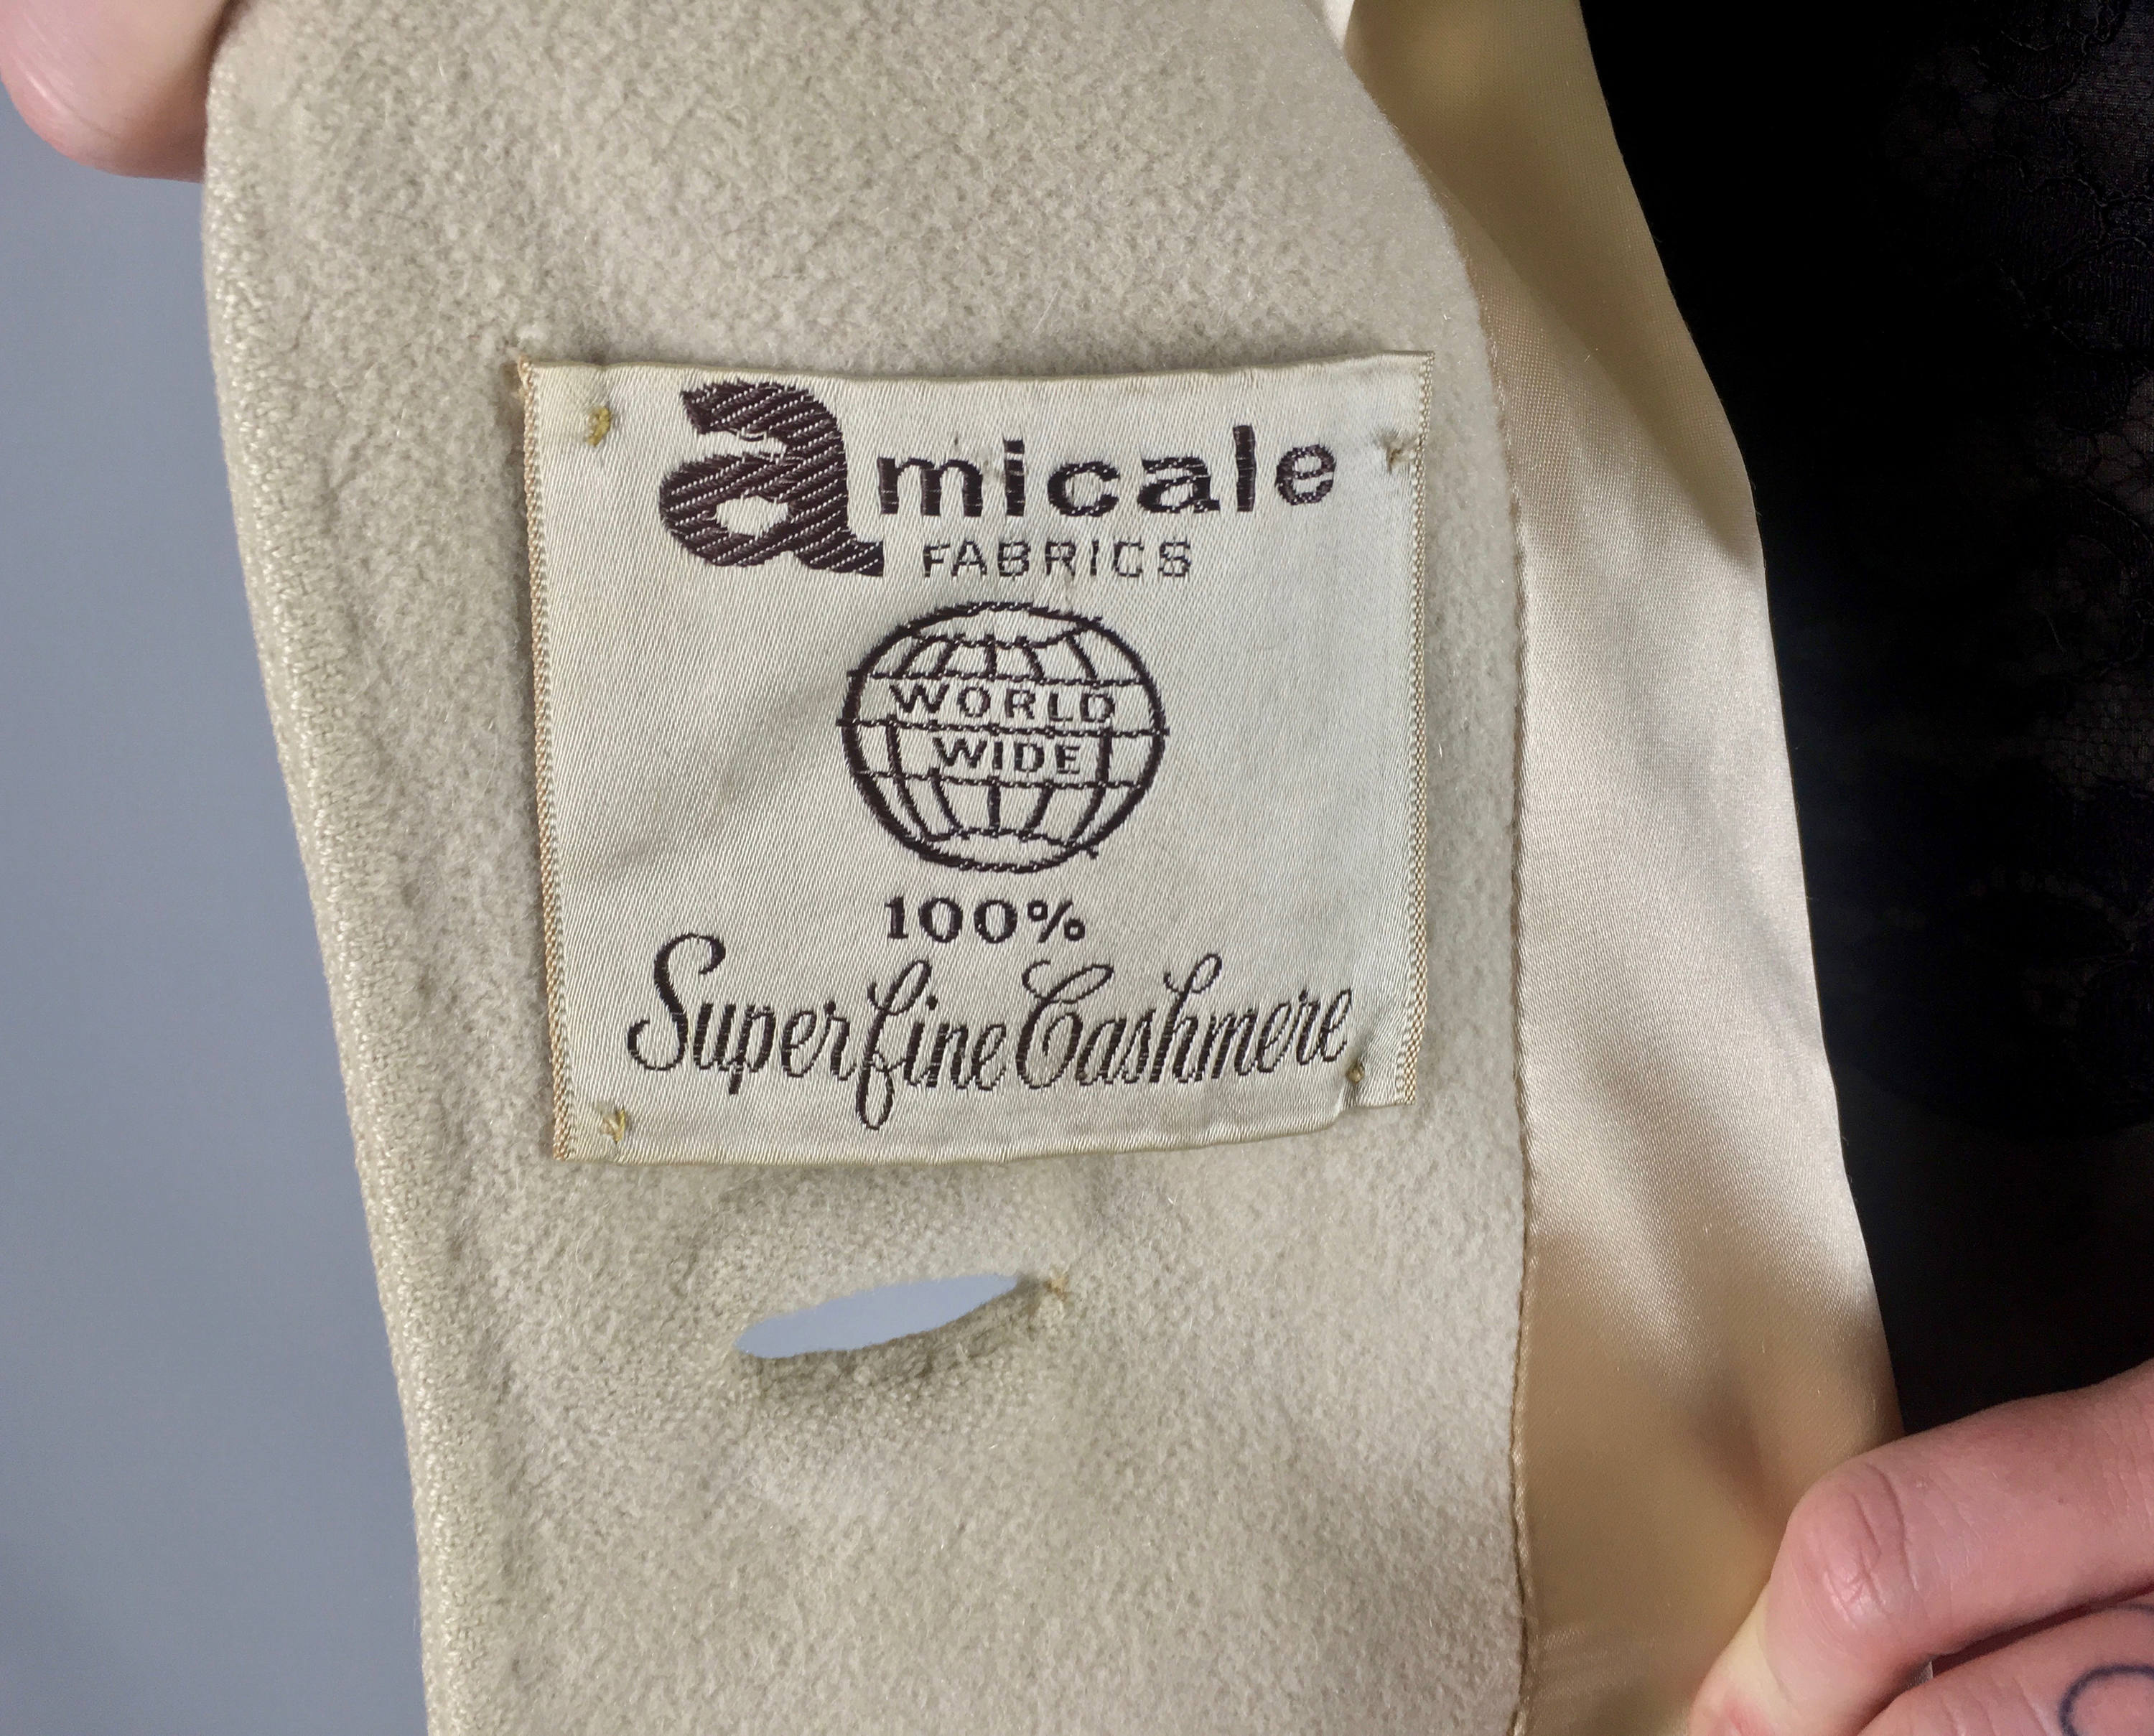 amicale
FABRICS
WORLD
WIDE
100%
Superfine Cashmere